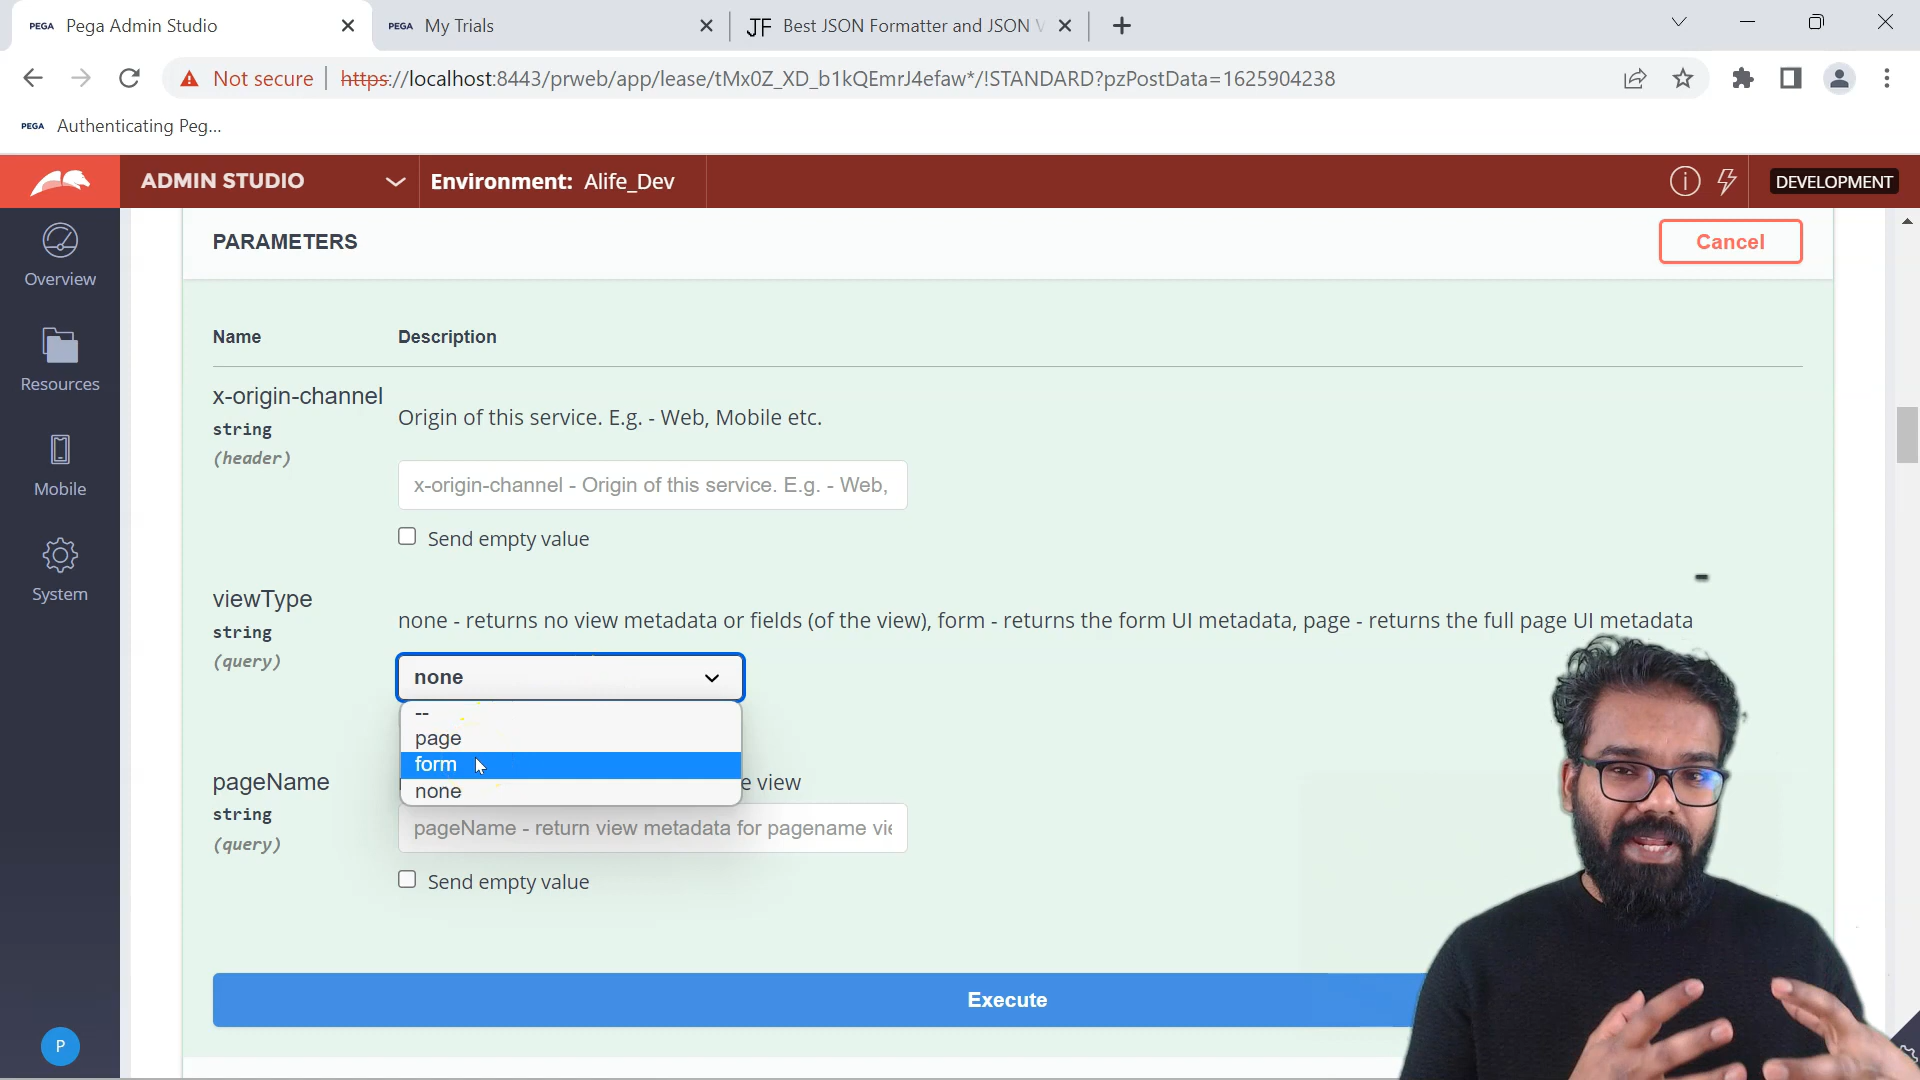 PEGA Pega Admin Studio
PEGA My Trials
JF Best JSON Formatter and JSON V
Not secure https://localhost:8443/prweb/app/lease/tMx0Z_XD_b1kQEmrJ4efaw*/!STANDARD?pzPostData=1625904238
PEGA Authenticating Peg...
ADMIN STUDIO Environment: Alife_Dev DEVELOPMENT
Overview
Resources
Mobile
System
P
PARAMETERS Cancel
Name Description
x-origin-channel
string
(header)
Origin of this service. E.g. - Web, Mobile etc.
x-origin-channel - Origin of this service. E.g. - Web,
Send empty value
viewType
string
(query)
none - returns no view metadata or fields (of the view), form - returns the form UI metadata, page - returns the full page UI metadata
none
--
page
form
none
pageName
string
(query)
e view
pageName - return view metadata for pagename vie
Send empty value
Execute